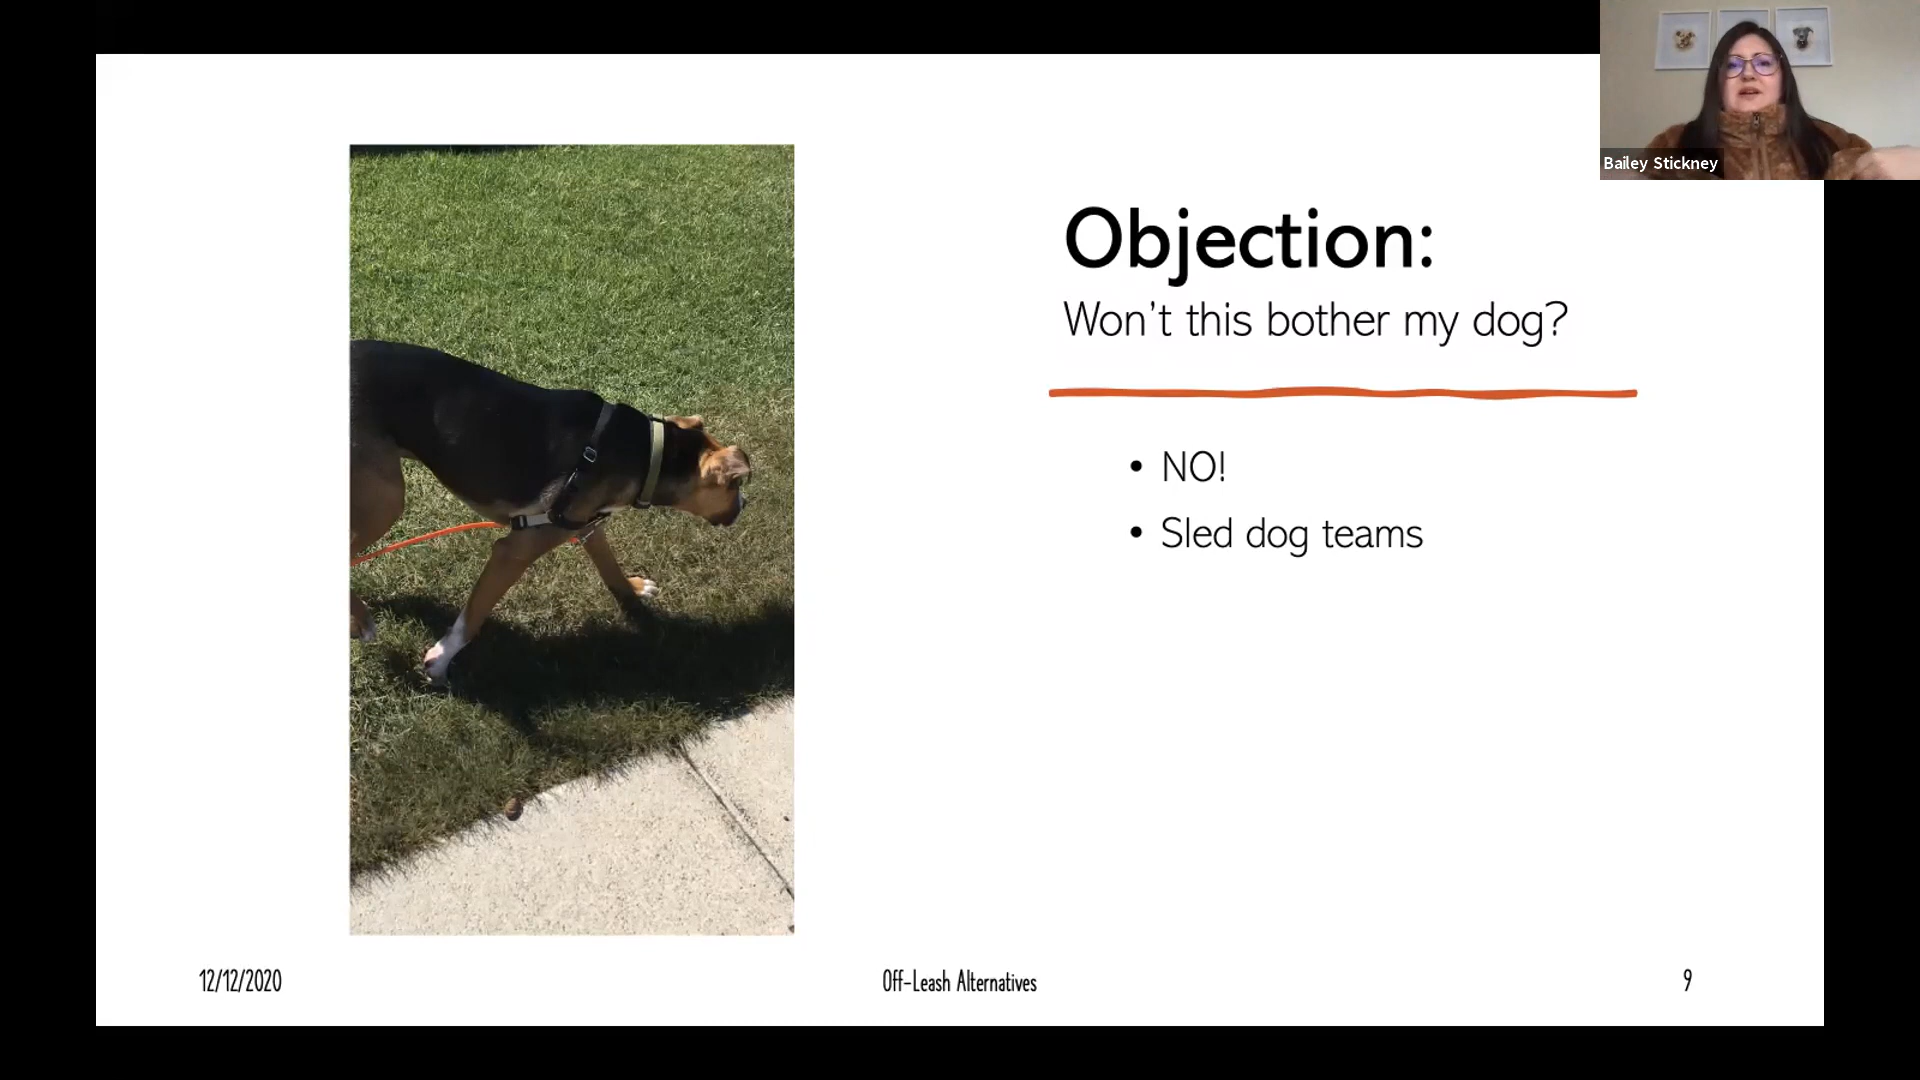 Bailey Stickney
Objection:
Won't this bother my dog?
• NO!
• Sled dog teams
12/12/2020
Off-Leash Alternatives
9